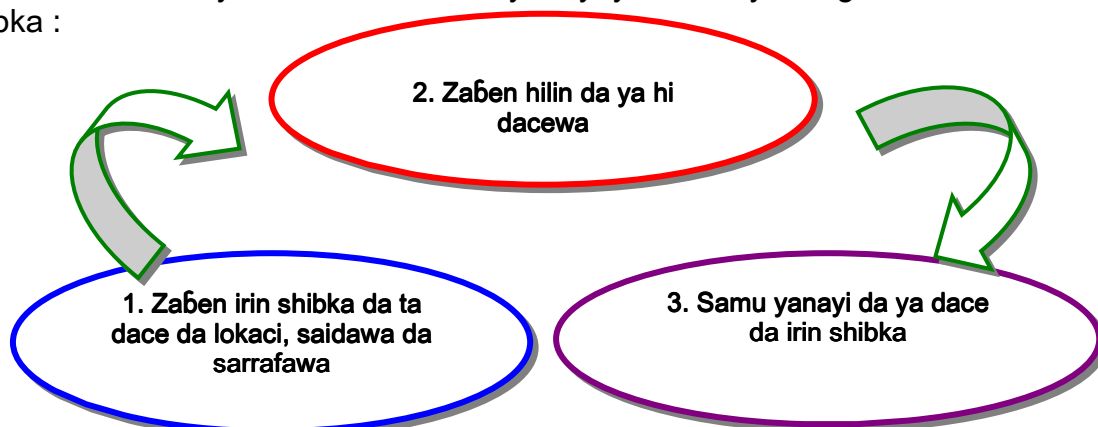 oka :
2. Zaɓen hilin da ya hi
dacewa
1. Zaɓen irin shibka da ta
dace da lokaci, saidawa da
sarrafawa
3. Samu yanayi da ya dace
da irin shibka